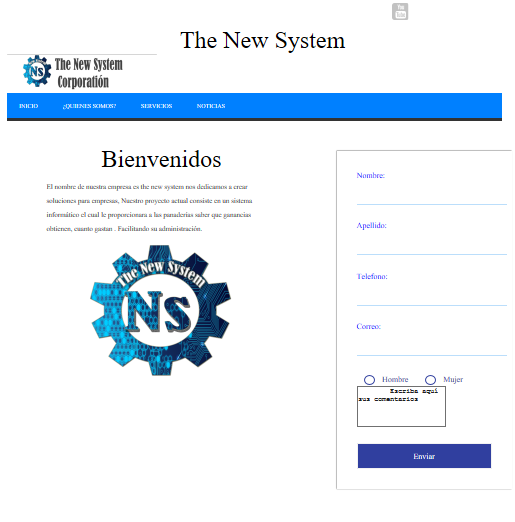 You
Tube
The New System
The New System
Corporatión
Ns
INICIO ¿QUIENES SOMOS? SERVICIOS NOTICIAS
Bienvenidos
El nombre de nuestra empresa es the new system nos dedicamos a crear
soluciones para empresas, Nuestro proyecto actual consiste en un sistema
informático el cual le proporcionara a las panaderías saber que ganancias
obtienen, cuanto gastan . Facilitando su administración.
The New System
Ns
Nombre:
Apellido:
Telefono:
Correo:
Hombre Mujer
Escriba aquí
sus comentarios
Enviar